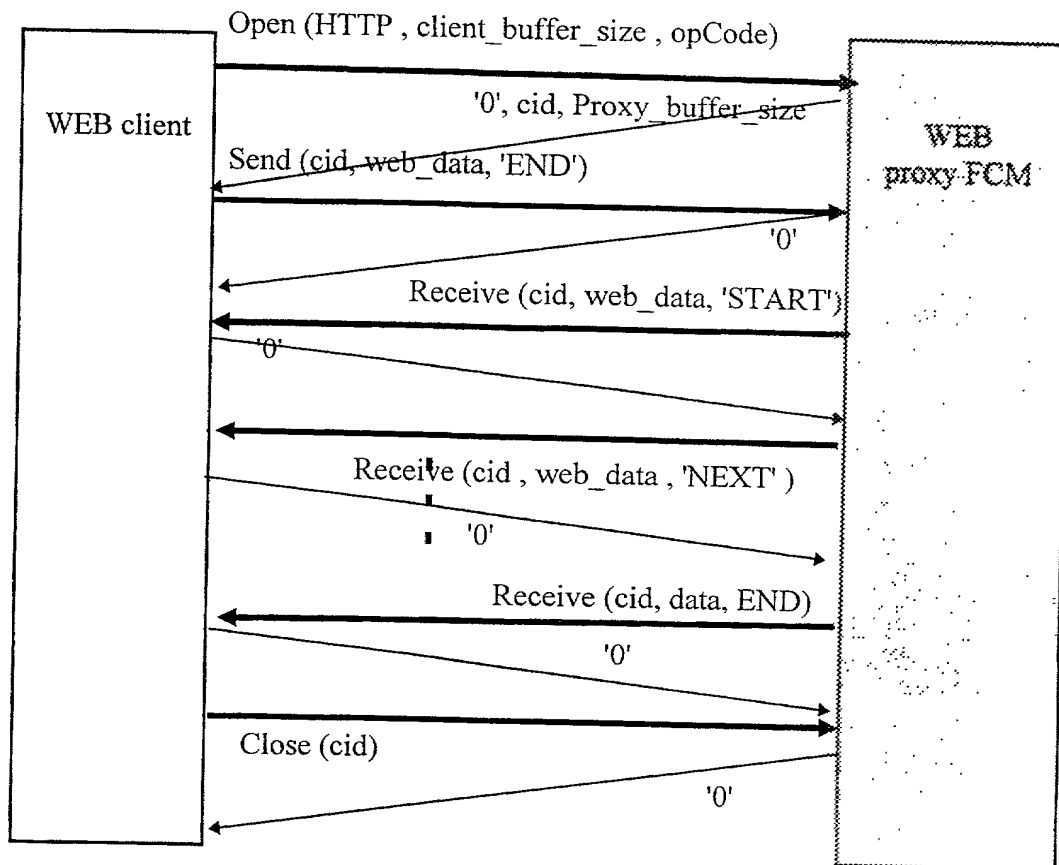 Open (HTTP , client_buffer_size , opCode)
'0', cid, Proxy_buffer_size
WEB client
WEB
proxy FCM
Send (cid, web_data, 'END')
'0'
Receive (cid, web_data, 'START')
'0'
Receive (cid , web_data , 'NEXT' )
'0'
Receive (cid, data, END)
'0'
Close (cid)
'0'